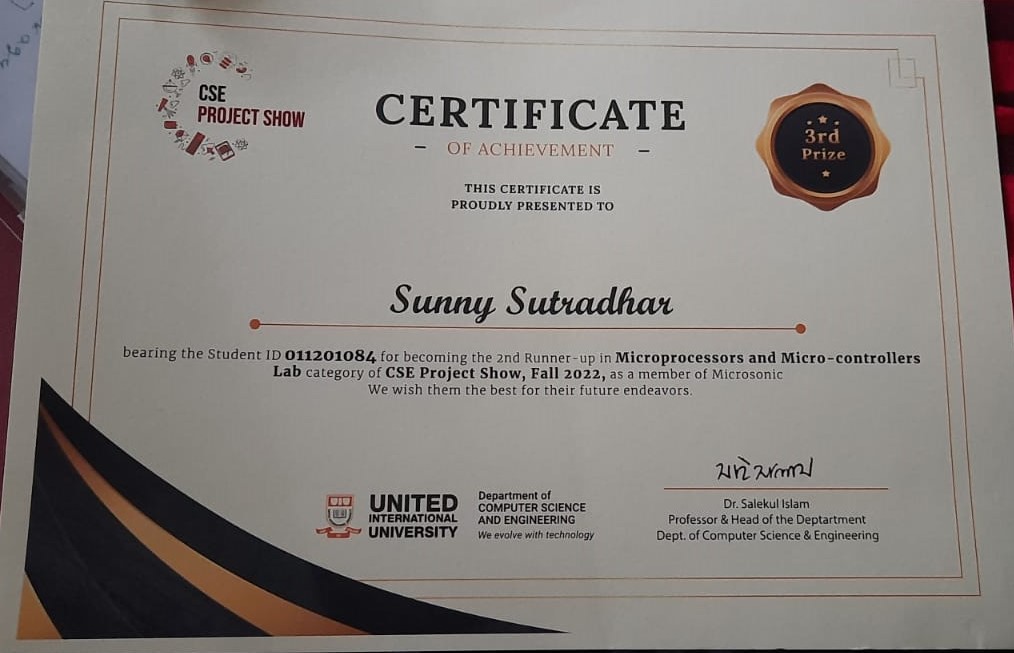 CSE
PROJECT SHOW
CERTIFICATE
- OF ACHIEVEMENT -
3rd
Prize
THIS CERTIFICATE IS
PROUDLY PRESENTED TO
Sunny Sutradhar
bearing the Student ID 011201084 for becoming the 2nd Runner-up in Microprocessors and Micro-controllers
Lab category of CSE Project Show, Fall 2022, as a member of Microsonic
We wish them the best for their future endeavors.
UNITED
INTERNATIONAL
UNIVERSITY
Department of
COMPUTER SCIENCE
AND ENGINEERING
We evolve with technology
Dr. Salekul Islam
Professor & Head of the Deptartment
Dept. of Computer Science & Engineering